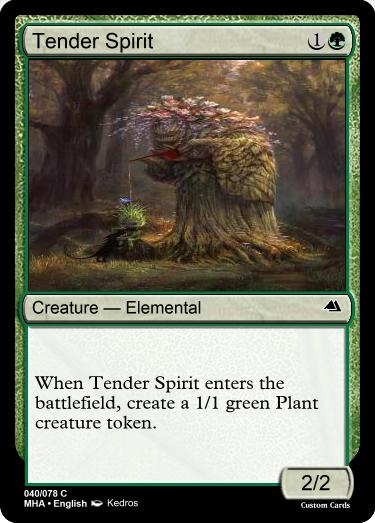 Tender Spirit 1
Creature — Elemental
When Tender Spirit enters the
battlefield, create a 1/1 green Plant
creature token.
2/2
040/078 C
MHA • English Kedros
Custom Cards